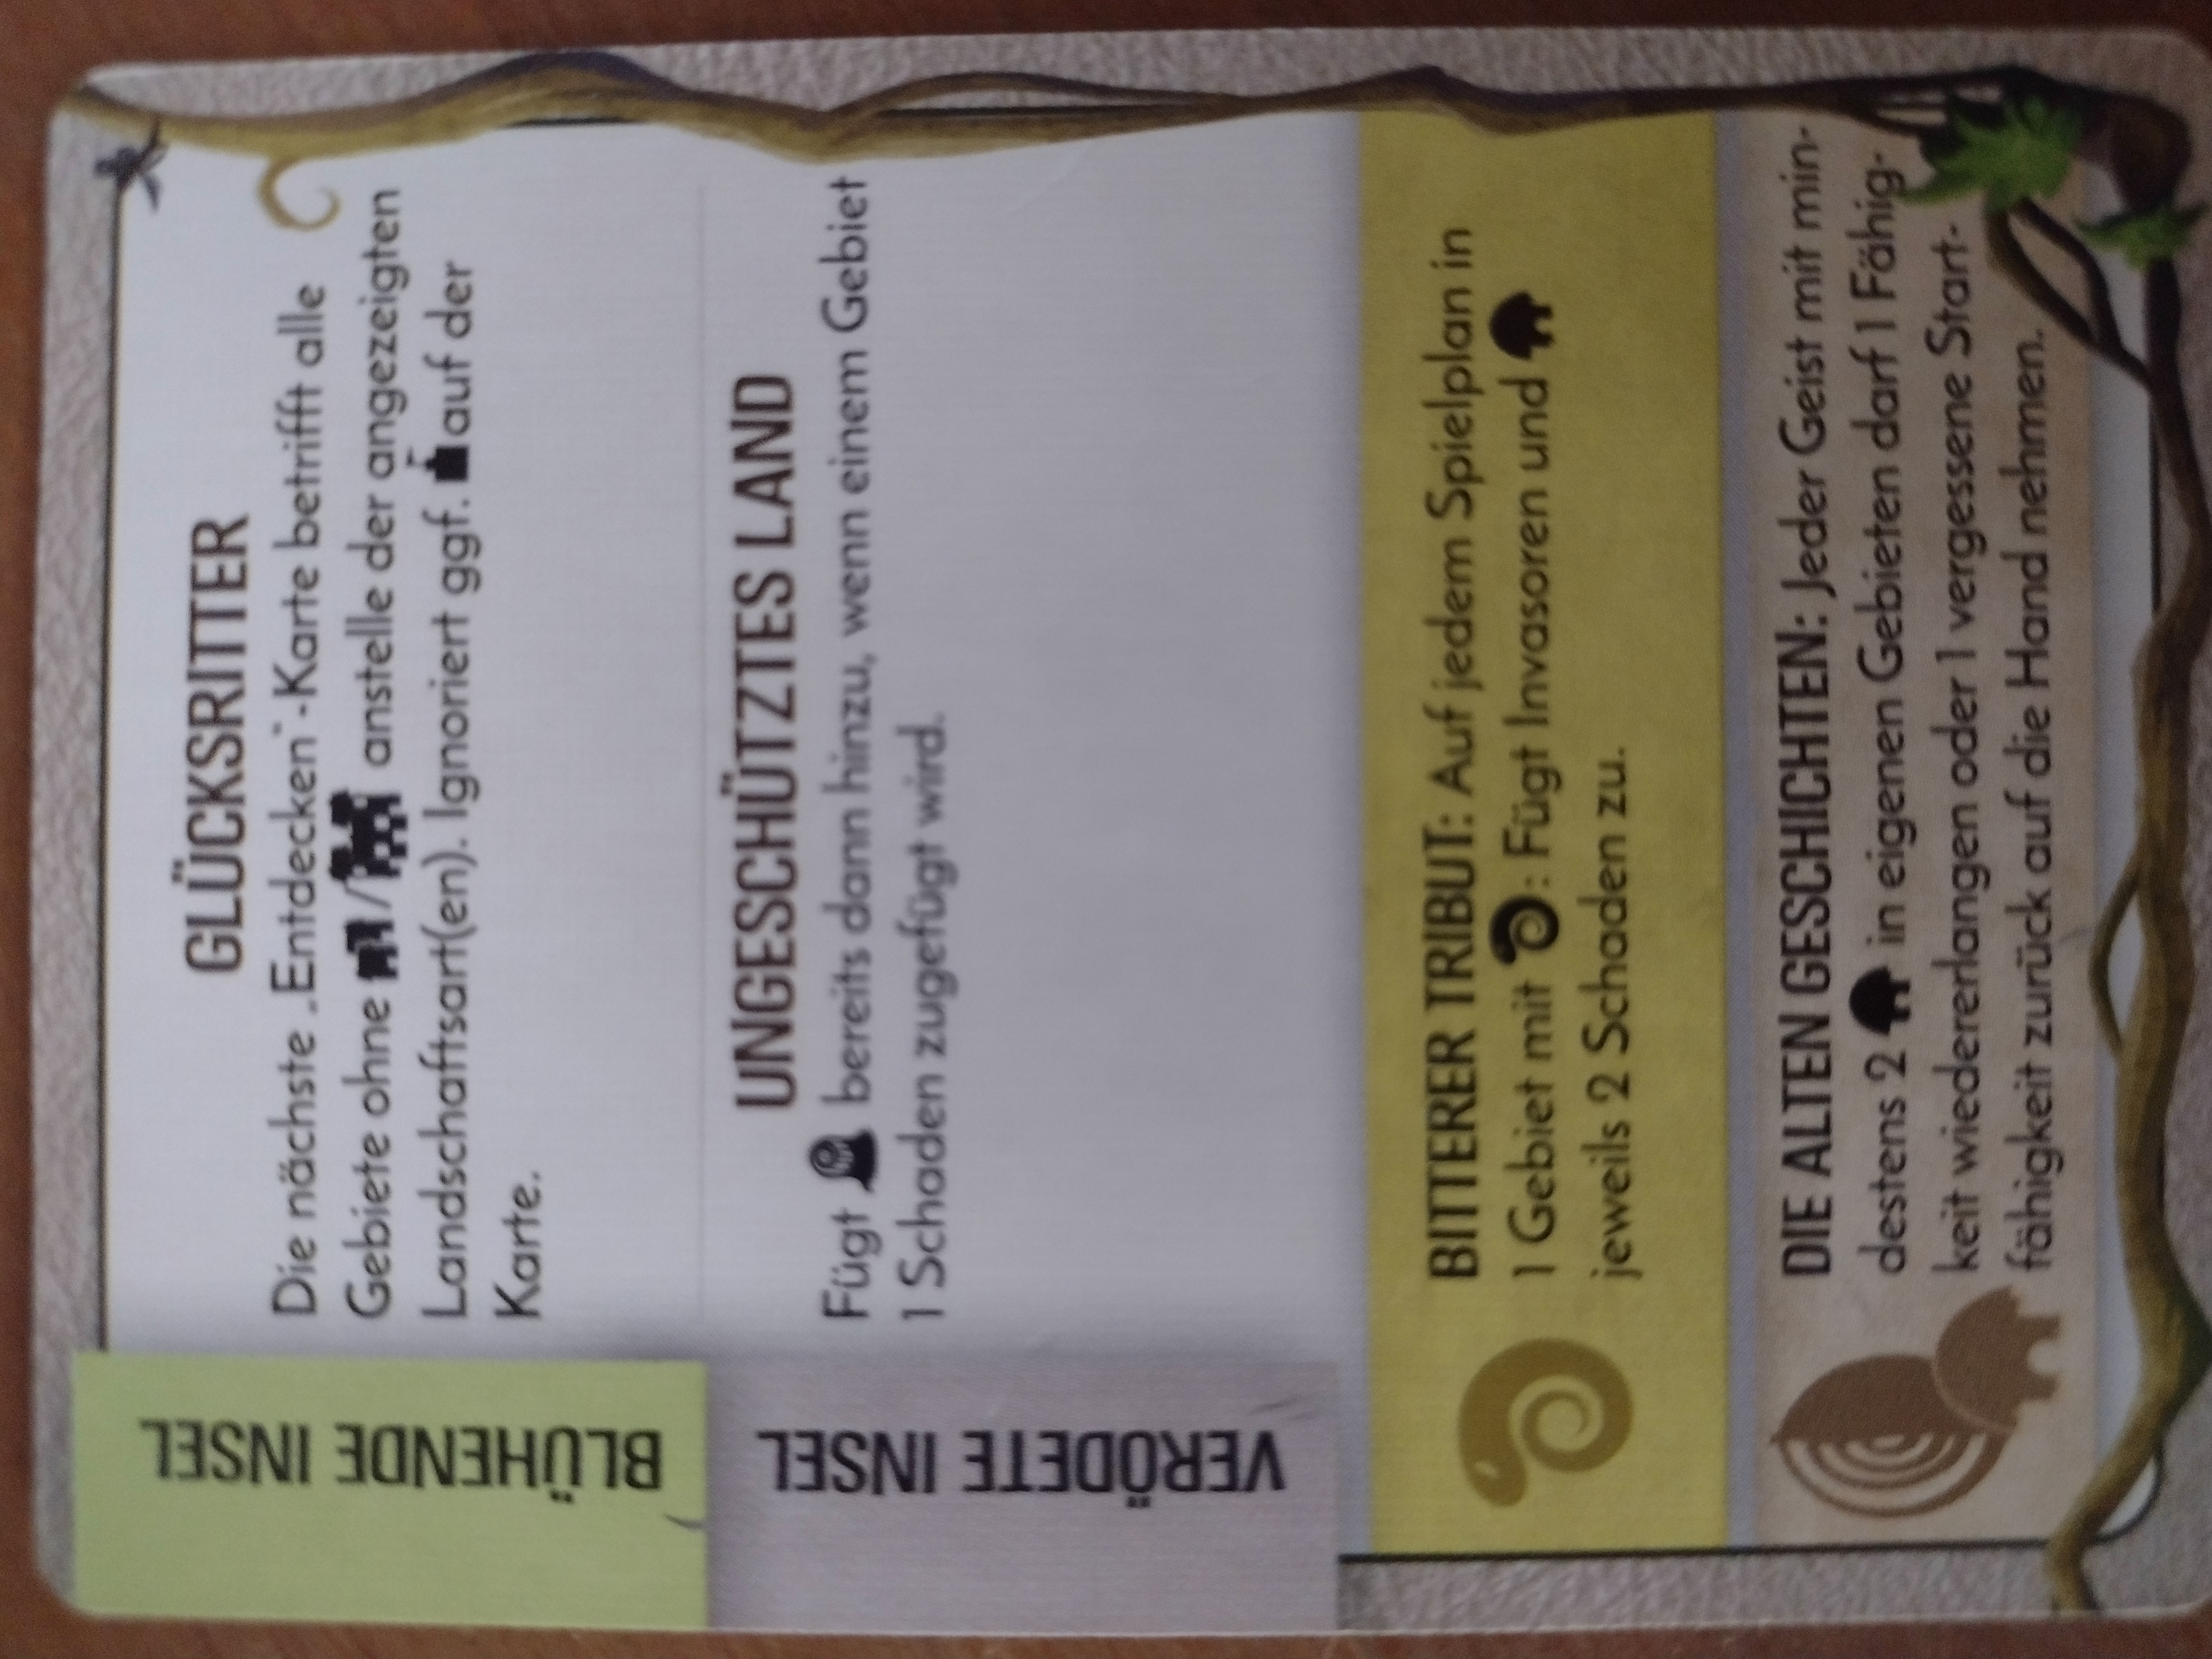 BLÜHENDE INSEL
GLÜCKSRITTER
Die nächste „Entdecken"-Karte betrifft alle
Gebiete ohne / anstelle der angezeigten
Landschaftsart(en). Ignoriert ggf. auf der
Karte.
VERÖDETE INSEL
UNGESCHÜTZTES LAND
Fügt bereits dann hinzu, wenn einem Gebiet
1 Schaden zugefügt wird.
BITTERER TRIBUT: Auf jedem Spielplan in
1 Gebiet mit : Fügt Invasoren und
jeweils 2 Schaden zu.
DIE ALTEN GESCHICHTEN: Jeder Geist mit min-
destens 2 in eigenen Gebieten darf 1 Fähig-
keit wiedererlangen oder 1 vergessene Start-
fähigkeit zurück auf die Hand nehmen.